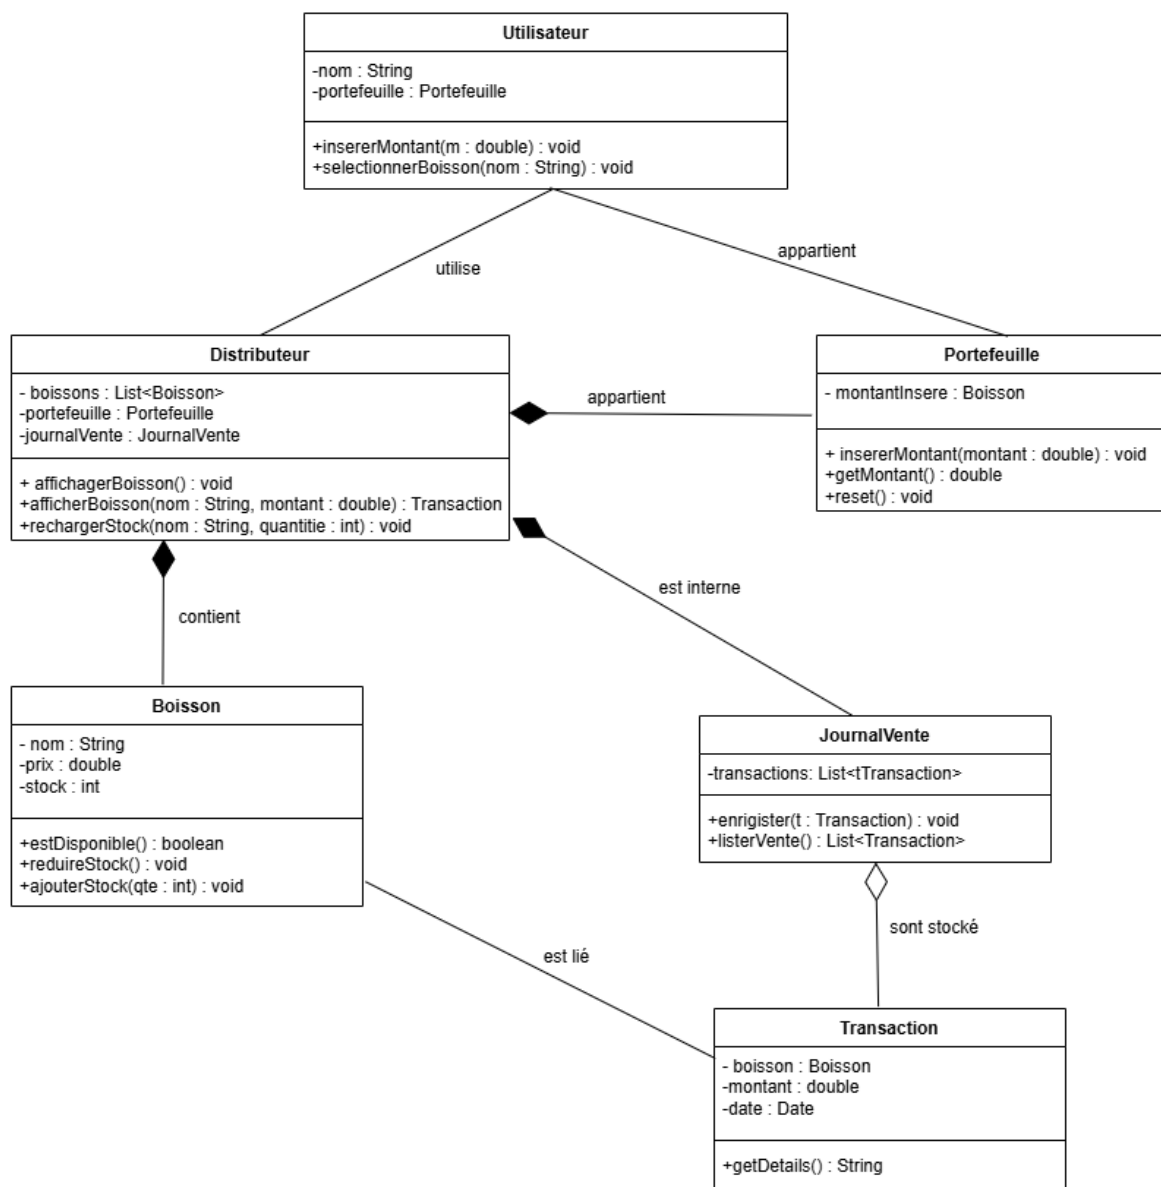 Utilisateur
-nom : String
-portefeuille : Portefeuille
+insererMontant(m : double) : void
+selectionnerBoisson(nom : String) : void
utilise
appartient
Distributeur
- boissons : List<Boisson>
-portefeuille : Portefeuille
-journalVente : JournalVente
+ affichagerBoisson() : void
+afficherBoisson(nom : String, montant : double) : Transaction
+rechargerStock(nom : String, quantitie : int) : void
appartient
Portefeuille
- montantInsere : Boisson
+ insererMontant(montant : double) : void
+getMontant() : double
+reset() : void
contient
est interne
Boisson
- nom : String
-prix : double
-stock : int
+estDisponible() : boolean
+reduireStock() : void
+ajouterStock(qte : int) : void
JournalVente
-transactions: List<tTransaction>
+enrigister(t : Transaction) : void
+listerVente() : List<Transaction>
est lié
sont stocké
Transaction
- boisson : Boisson
-montant : double
-date : Date
+getDetails() : String